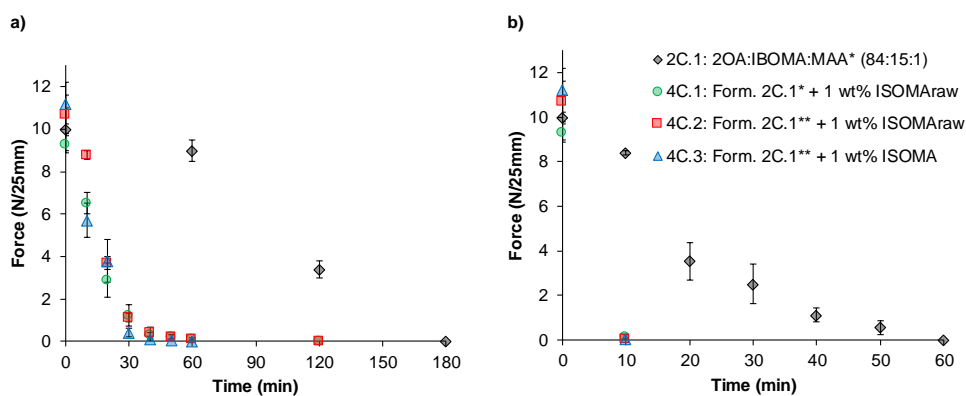 a)
Force (N/25mm)
12
10
8
6
4
2
0
0 30 60 90 120 150 180
Time (min)
b)
Force (N/25mm)
12
10
8
6
4
2
0
0 10 20 30 40 50 60
Time (min)
2C.1: 2OA:IBOMA:MAA* (84:15:1)
4C.1: Form. 2C.1* + 1 wt% ISOMAraw
4C.2: Form. 2C.1** + 1 wt% ISOMAraw
4C.3: Form. 2C.1** + 1 wt% ISOMA